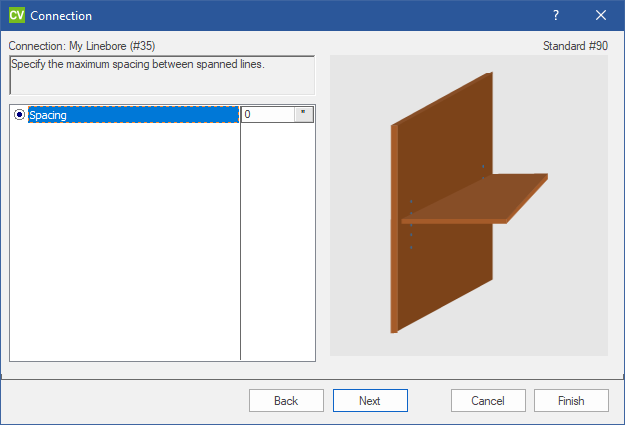 CV Connection ?
Connection: My Linebore (#35) Standard #90
Specify the maximum spacing between spanned lines.
Spacing 0 "
Back Next Cancel Finish